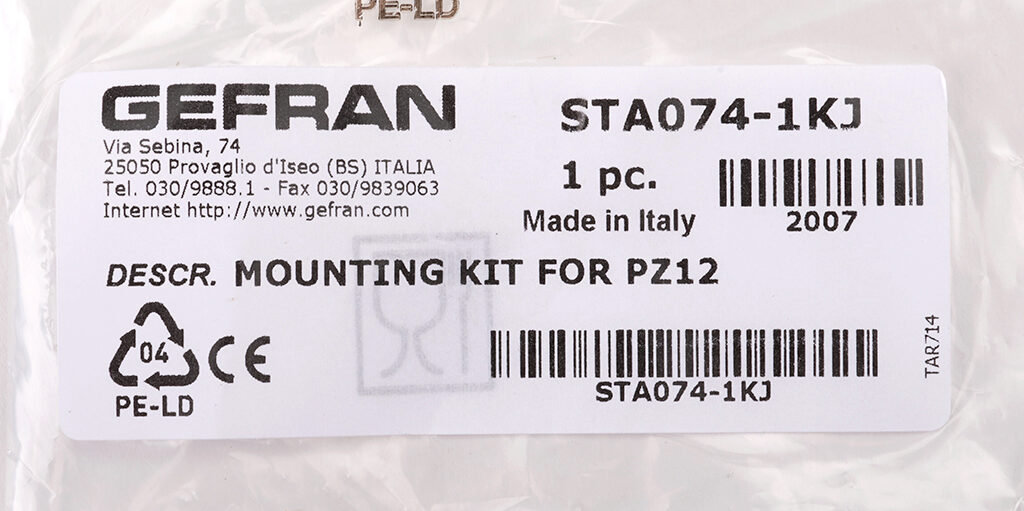 PE-LD
GEFRAN
Via Sebina, 74
25050 Provaglio d'Iseo (BS) ITALIA
Tel. 030/9888.1 - Fax 030/9839063
Internet http://www.gefran.com
STA074-1KJ
1 pc.
Made in Italy
2007
DESCR. MOUNTING KIT FOR PZ12
04
PE-LD
CE
STA074-1KJ
TAR714